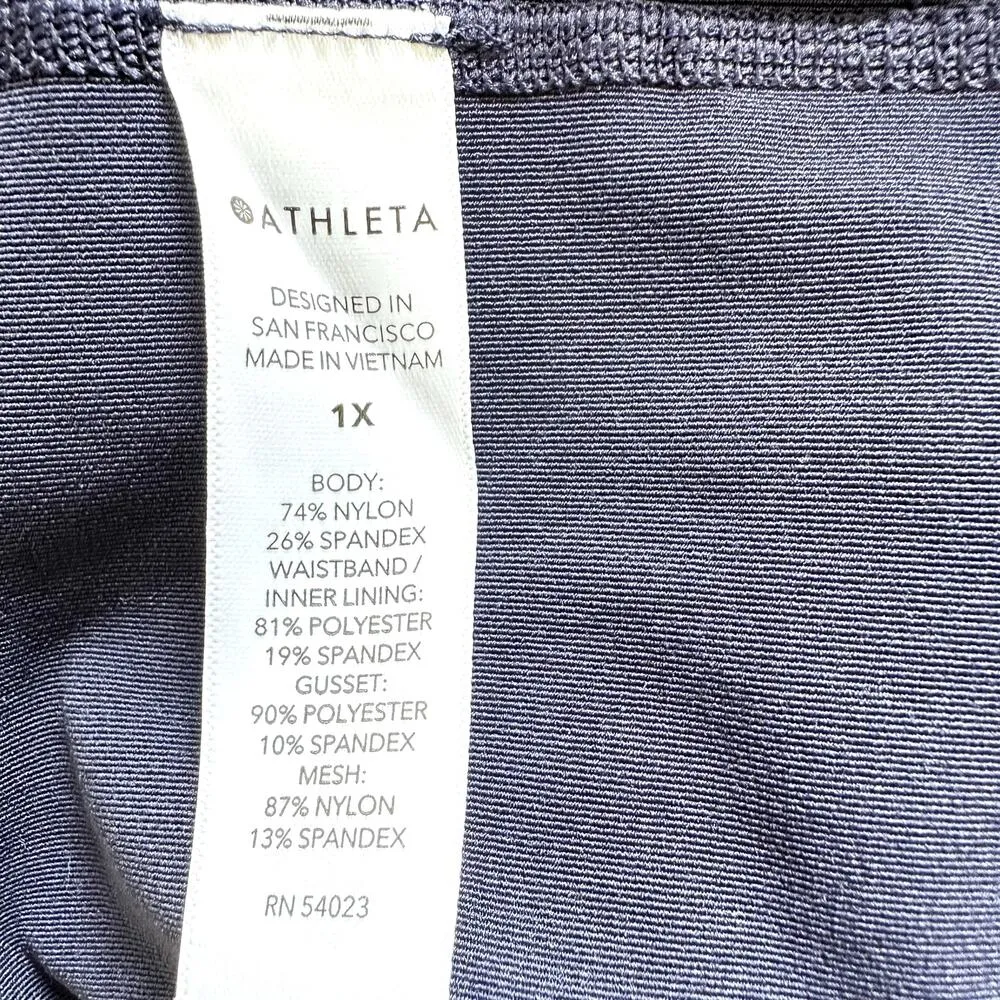 ATHLETA
DESIGNED IN
SAN FRANCISCO
MADE IN VIETNAM
1X
BODY:
74% NYLON
26% SPANDEX
WAISTBAND /
INNER LINING:
81% POLYESTER
19% SPANDEX
GUSSET:
90% POLYESTER
10% SPANDEX
MESH:
87% NYLON
13% SPANDEX
RN 54023